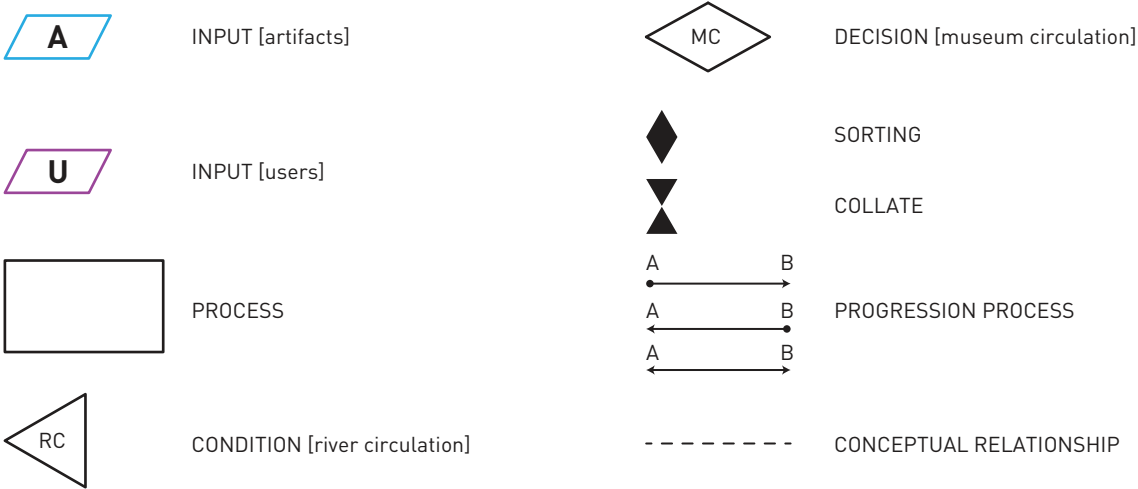 A
INPUT [artifacts]
U
INPUT [users]
PROCESS
RC
CONDITION [river circulation]
MC
DECISION [museum circulation]
SORTING
COLLATE
A B
A B
PROGRESSION PROCESS
A B
CONCEPTUAL RELATIONSHIP